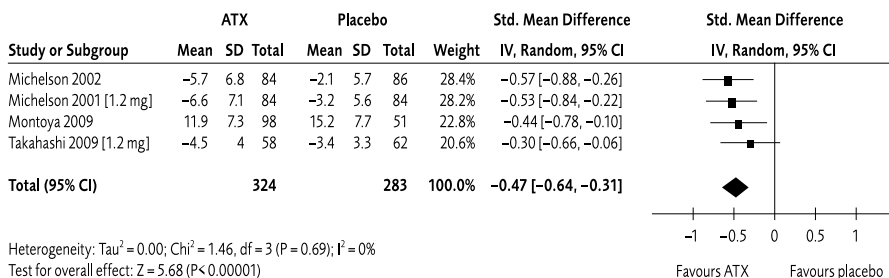 ATX Placebo Std. Mean Difference Std. Mean Difference
Study or Subgroup Mean SD Total Mean SD Total Weight IV, Random, 95% CI IV, Random, 95% CI
Michelson 2002 −5.7 6.8 84 −2.1 5.7 86 28.4% −0.57 [−0.88, −0.26]
Michelson 2001 [1.2 mg] −6.6 7.1 84 −3.2 5.6 84 28.2% −0.53 [−0.84, −0.22]
Montoya 2009 11.9 7.3 98 15.2 7.7 51 22.8% −0.44 [−0.78, −0.10]
Takahashi 2009 [1.2 mg] −4.5 4 58 −3.4 3.3 62 20.6% −0.30 [−0.66, −0.06]
Total (95% CI) 324 283 100.0% −0.47 [−0.64, −0.31]
−1 −0.5 0 0.5 1
Heterogeneity: Tau² = 0.00; Chi² = 1.46, df = 3 (P = 0.69); I² = 0%
Test for overall effect: Z = 5.68 (P< 0.00001)
Favours ATX Favours placebo